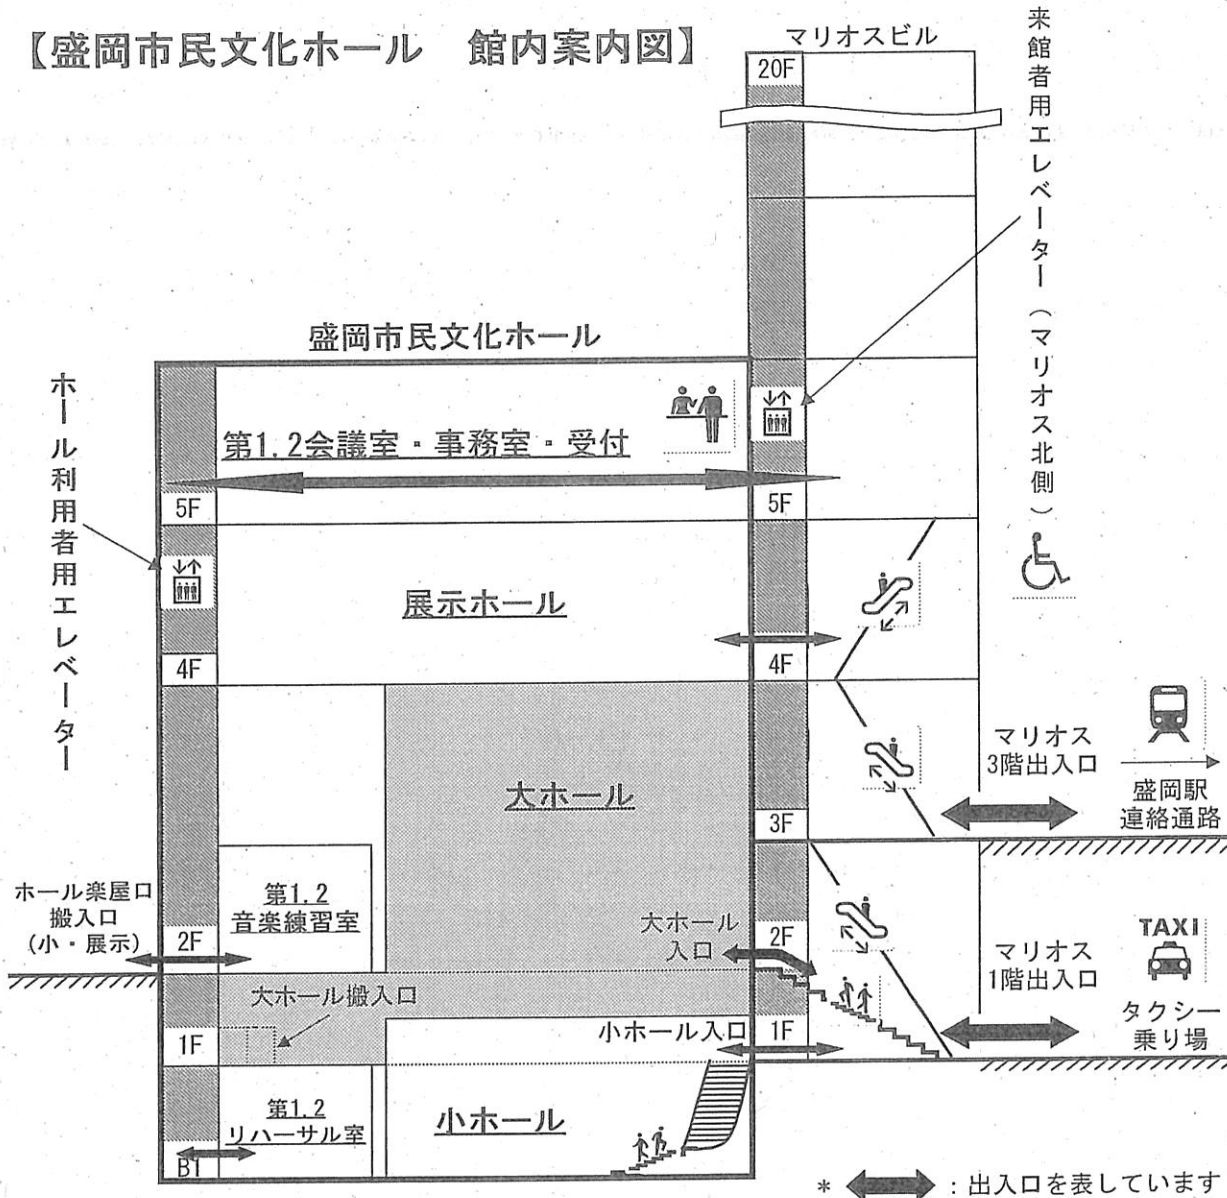 【盛岡市民文化ホール 館内案内図】
マリオスビル
来館者用エレベーター（マリオス北側）
20F
盛岡市民文化ホール
ホール利用者用エレベーター
第1,2会議室・事務室・受付
5F
5F
展示ホール
4F
4F
大ホール
3F
マリオス
3階出入口
盛岡駅
連絡通路
ホール楽屋口
搬入口
(小・展示)
2F
第1,2
音楽練習室
大ホール
入口
2F
マリオス
1階出入口
TAXI
タクシー
乗り場
大ホール搬入口
1F
小ホール入口
1F
第1,2
リハーサル室
小ホール
B1
* : 出入口を表しています